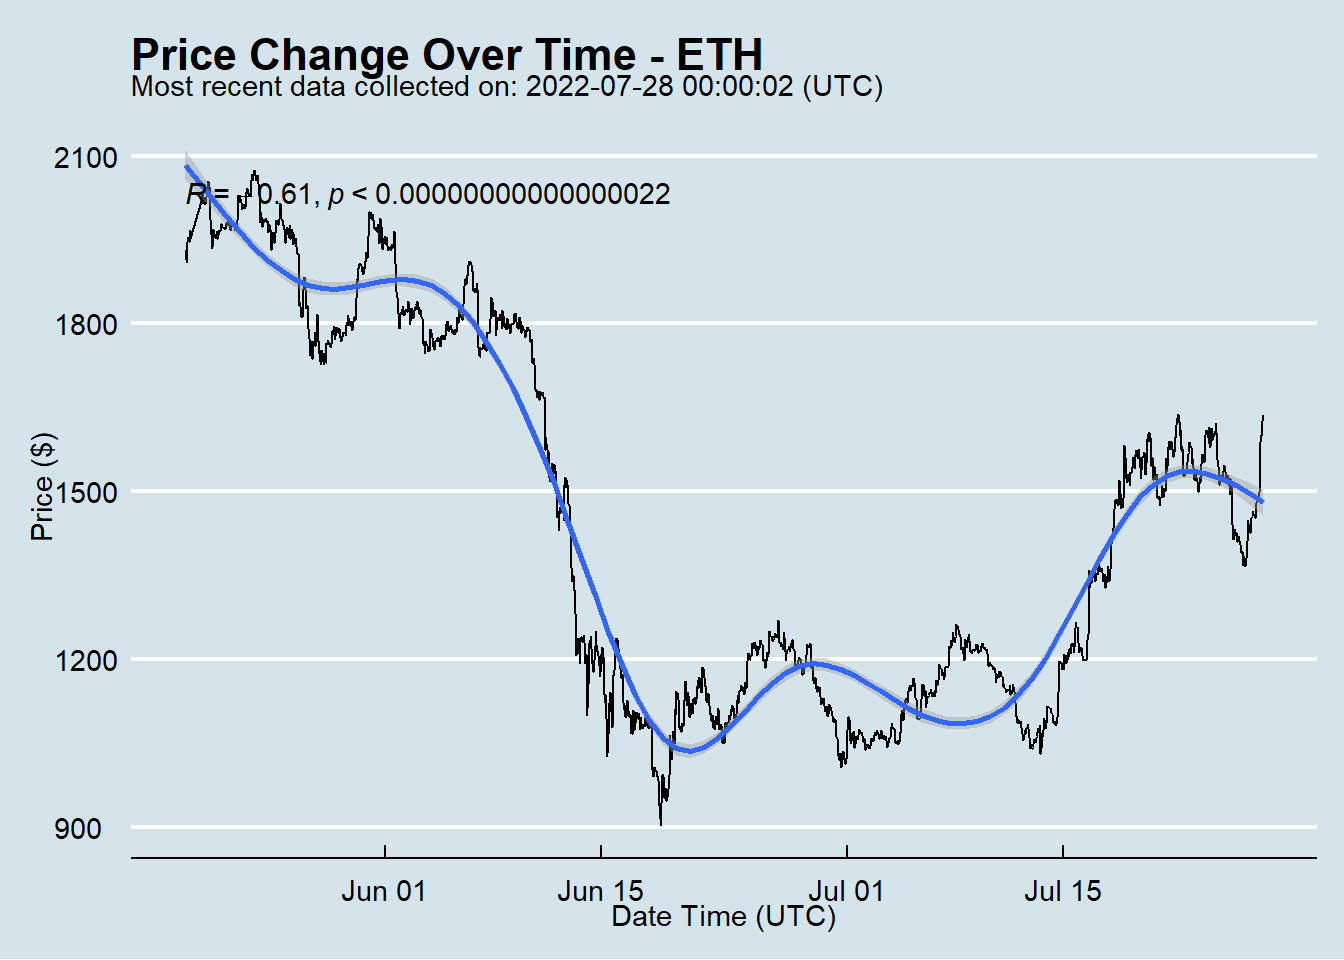 Price Change Over Time - ETH
Most recent data collected on: 2022-07-28 00:00:02 (UTC)
2100
R = −0.61, p < 0.00000000000000022
1800
Price ($)
1500
1200
900
Jun 01 Jun 15 Jul 01 Jul 15
Date Time (UTC)